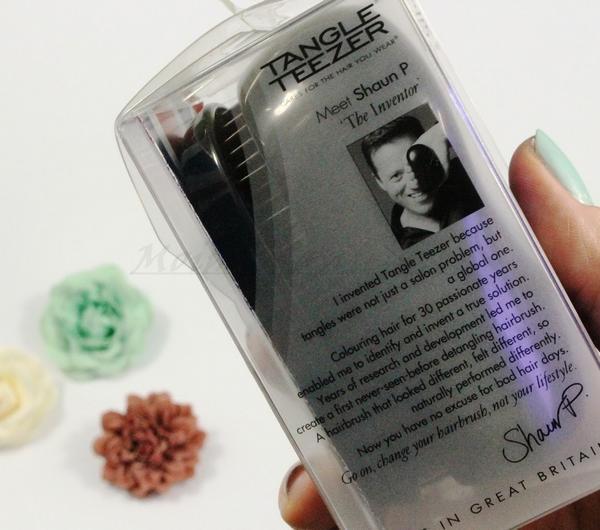 TANGLE
TEEZER®
FOR THE HAIR YOU WEAR
Meet Shaun P
'The Inventor'
I invented Tangle Teezer because
tangles were not just a salon problem, but
a global one.
Colouring hair for 30 passionate years
enabled me to identify and invent a true solution.
Years of research and development led me to
create a first never-seen-before detangling hairbrush.
A hairbrush that looked different, felt different, so
naturally performed differently.
Now you have no excuse for bad hair days.
Go on, change your hairbrush, not your lifestyle.
Shaun P.
IN GREAT BRITAIN